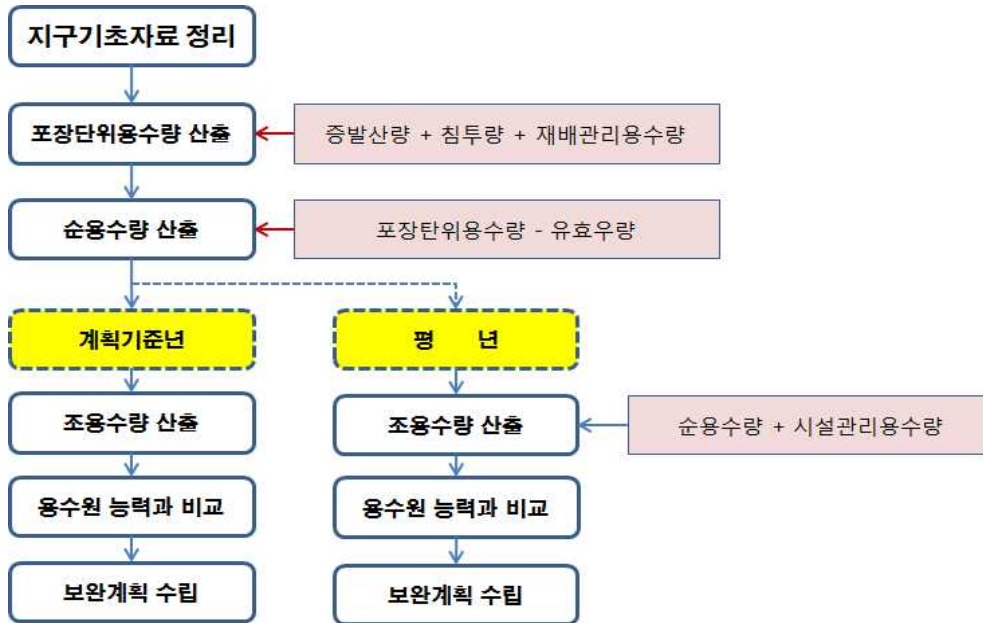 지구기초자료 정리
포장단위용수량 산출
증발산량 + 침투량 + 재배관리용수량
순용수량 산출
포장탄위용수량 - 유효우량
계획기준년
평 년
조용수량 산출
조용수량 산출
순용수량 + 시설관리용수량
용수원 능력과 비교
용수원 능력과 비교
보완계획 수립
보완계획 수립